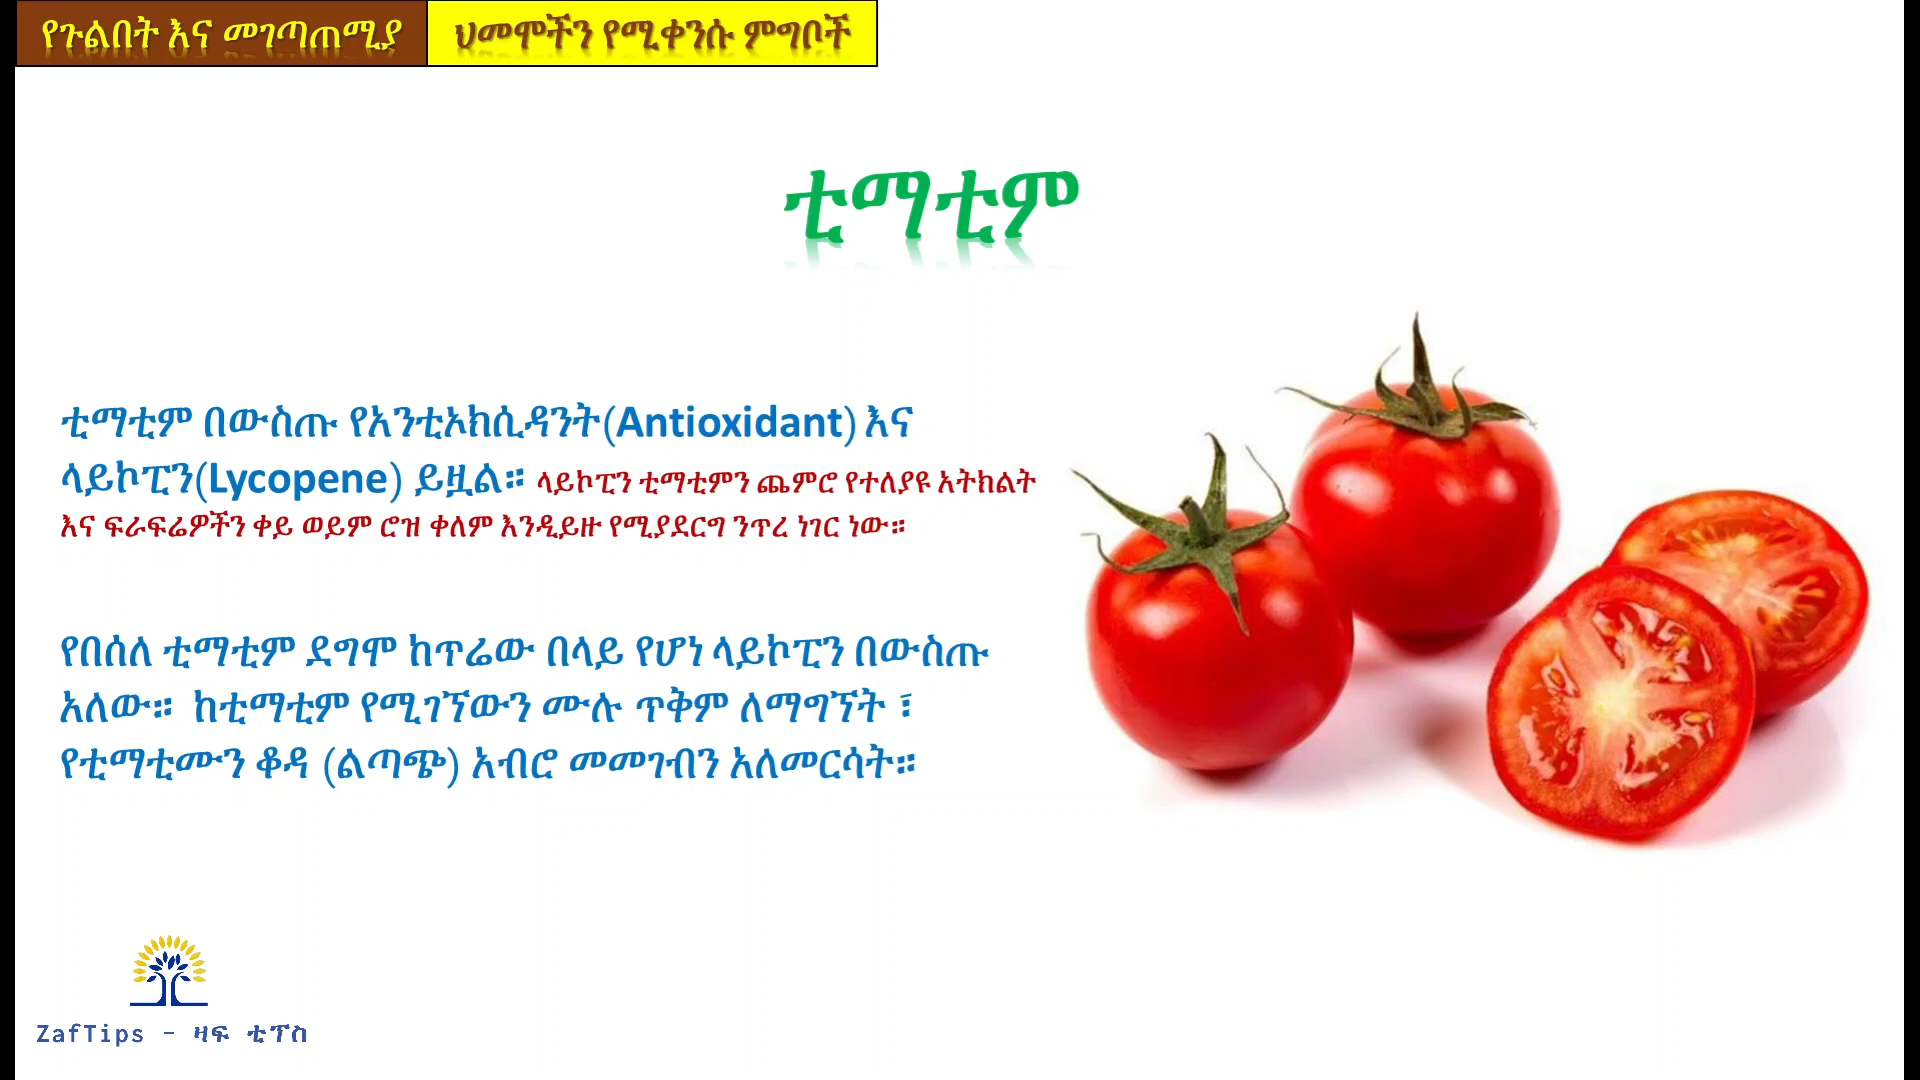 የጉልበት እና መገጣጠሚያ ህመሞችን የሚቀንሱ ምግቦች
ቲማቲም
ቲማቲም በውስጡ የአንቲኦክሲዳንት(Antioxidant) እና
ላይኮፒን(Lycopene) ይዟል። ላይኮፒን ቲማቲምን ጨምሮ የተለያዩ አትክልት
እና ፍራፍሬዎችን ቀይ ወይም ሮዝ ቀለም እንዲይዙ የሚያደርግ ንጥረ ነገር ነው።
የበሰለ ቲማቲም ደግሞ ከጥሬው በላይ የሆነ ላይኮፒን በውስጡ
አለው። ከቲማቲም የሚገኘውን ሙሉ ጥቅም ለማግኘት ፣
የቲማቲሙን ቆዳ (ልጣጭ) አብሮ መመገብን አለመርሳት።
ZafTips - ዛፍ ቲፕስ